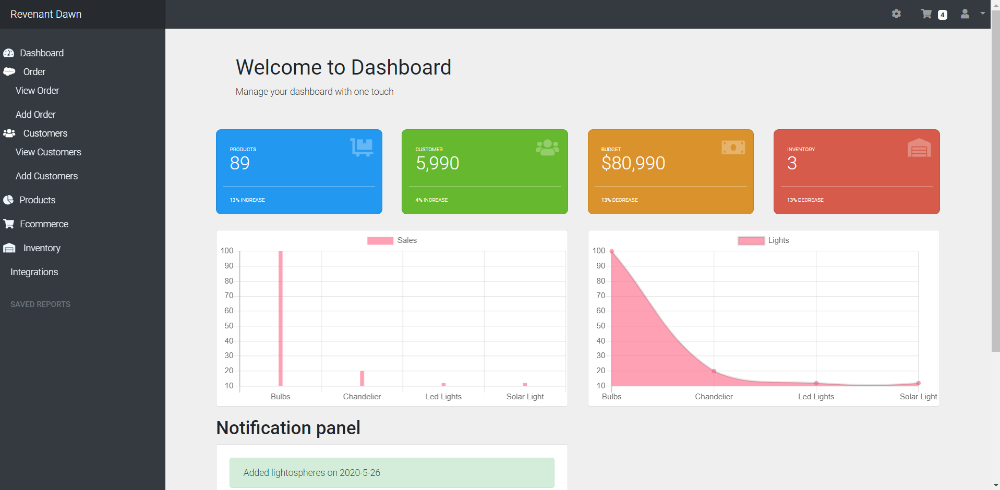 Revenant Dawn
4
Dashboard
Order
View Order
Add Order
Customers
View Customers
Add Customers
Products
Ecommerce
Inventory
Integrations
SAVED REPORTS
Welcome to Dashboard
Manage your dashboard with one touch
PRODUCTS
89
13% INCREASE
CUSTOMER
5,990
4% INCREASE
BUDGET
$80,990
13% DECREASE
INVENTORY
3
13% DECREASE
Sales
100
90
80
70
60
50
40
30
20
10
Bulbs Chandelier Led Lights Solar Light
Lights
100
90
80
70
60
50
40
30
20
10
Bulbs Chandelier Led Lights Solar Light
Notification panel
Added lightospheres on 2020-5-26